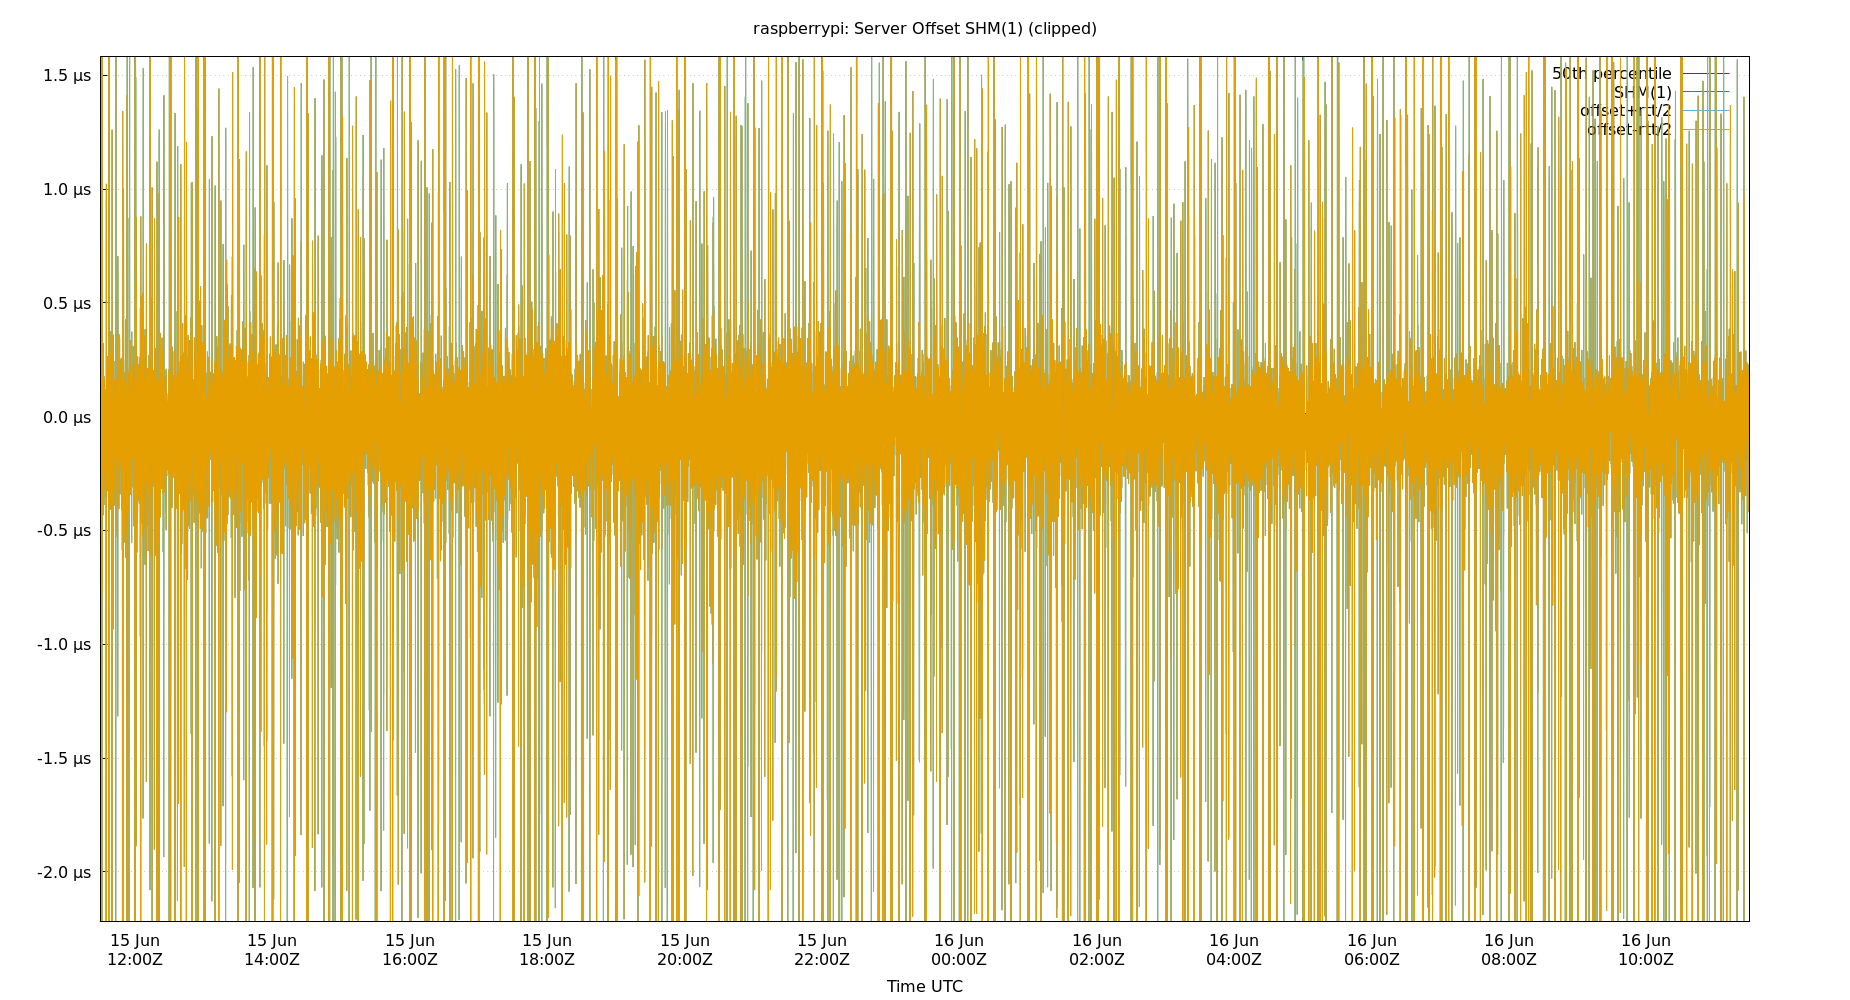 raspberrypi: Server Offset SHM(1) (clipped)
1.5 µs
1.0 µs
0.5 µs
0.0 µs
-0.5 µs
-1.0 µs
-1.5 µs
-2.0 µs
50th percentile
SHM(1)
offset+rtt/2
offset-rtt/2
15 Jun 15 Jun 15 Jun 15 Jun 15 Jun 15 Jun 16 Jun 16 Jun 16 Jun 16 Jun 16 Jun 16 Jun
12:00Z 14:00Z 16:00Z 18:00Z 20:00Z 22:00Z 00:00Z 02:00Z 04:00Z 06:00Z 08:00Z 10:00Z
Time UTC